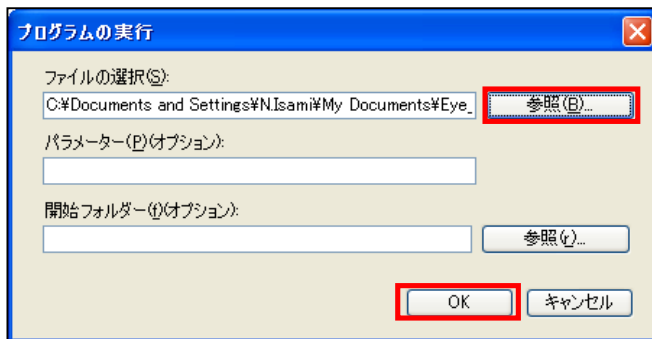 プログラムの実行
ファイルの選択(S):
C:¥Documents and Settings¥N.Isami¥My Documents¥Eye_
参照(B)...
パラメーター(P)(オプション):
開始フォルダー(f)(オプション):
参照(r)...
OK
キャンセル